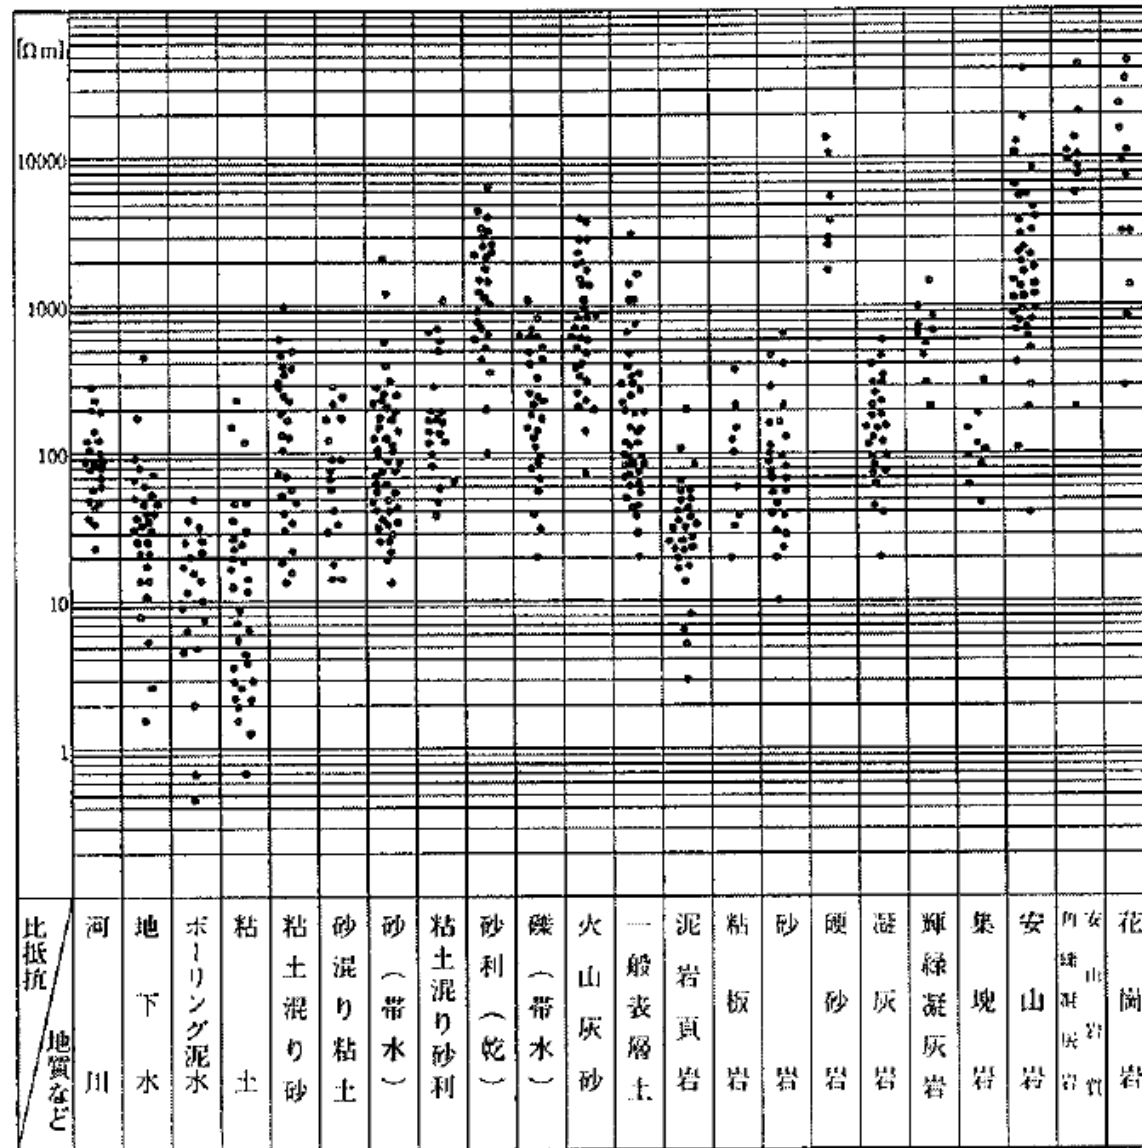 [Ωm]
10000
1000
100
10
1
比抵抗
地質など
河川
地下水
ボーリング泥水
粘土
粘土混り砂
砂混り粘土
砂（帯水）
粘土混り砂利
砂利（乾）
礫（帯水）
火山灰砂
一般表層土
泥岩頁岩
粘板岩
砂岩
硬砂岩
凝灰岩
輝緑凝灰岩
集塊岩
安山岩
安山岩質
角礫凝灰岩
花崗岩